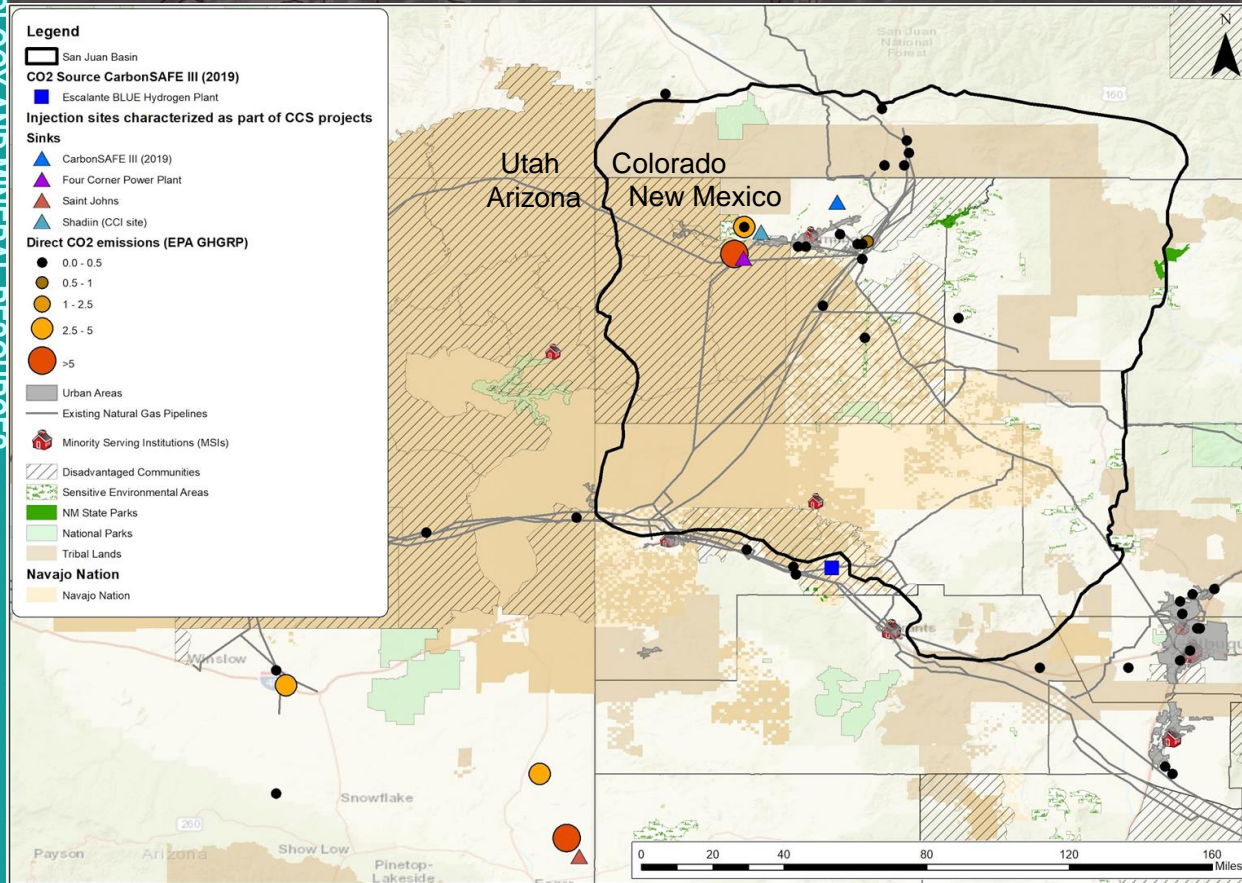 Legend
San Juan Basin
CO2 Source CarbonSAFE III (2019)
Escalante BLUE Hydrogen Plant
Injection sites characterized as part of CCS projects
Sinks
CarbonSAFE III (2019)
Four Corner Power Plant
Saint Johns
Shadiin (CCI site)
Direct CO2 emissions (EPA GHGRP)
0.0 - 0.5
0.5 - 1
1 - 2.5
2.5 - 5
>5
Urban Areas
Existing Natural Gas Pipelines
Minority Serving Institutions (MSIs)
Disadvantaged Communities
Sensitive Environmental Areas
NM State Parks
National Parks
Tribal Lands
Navajo Nation
Navajo Nation
San Juan
National
Forest
N
160
Utah
Colorado
Arizona
New Mexico
Winslow
Snowflake
260
Payson
Arizona
Show Low
Pinetop-
Lakeside
0 20 40 80 120 160
Miles